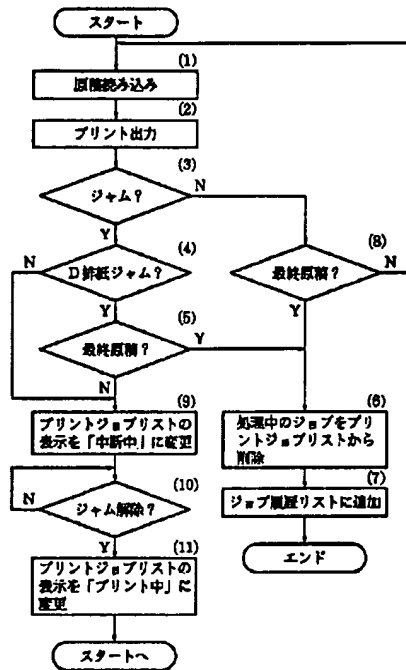 スタート
(1)
原稿読み込み
(2)
プリント出力
(3)
ジャム？
N
Y
(4)
(8)
N
D排紙ジャム？
最終原稿？
N
Y
(5)
Y
最終原稿？
Y
N
(9)
(6)
プリントジョブリストの
表示を「中断中」に変更
処理中のジョブをプリ
ントジョブリストから
削除
(10)
(7)
N
ジャム解除？
ジョブ履歴リストに追加
Y
(11)
プリントジョブリストの
表示を「プリント中」に
変更
エンド
スタートへ